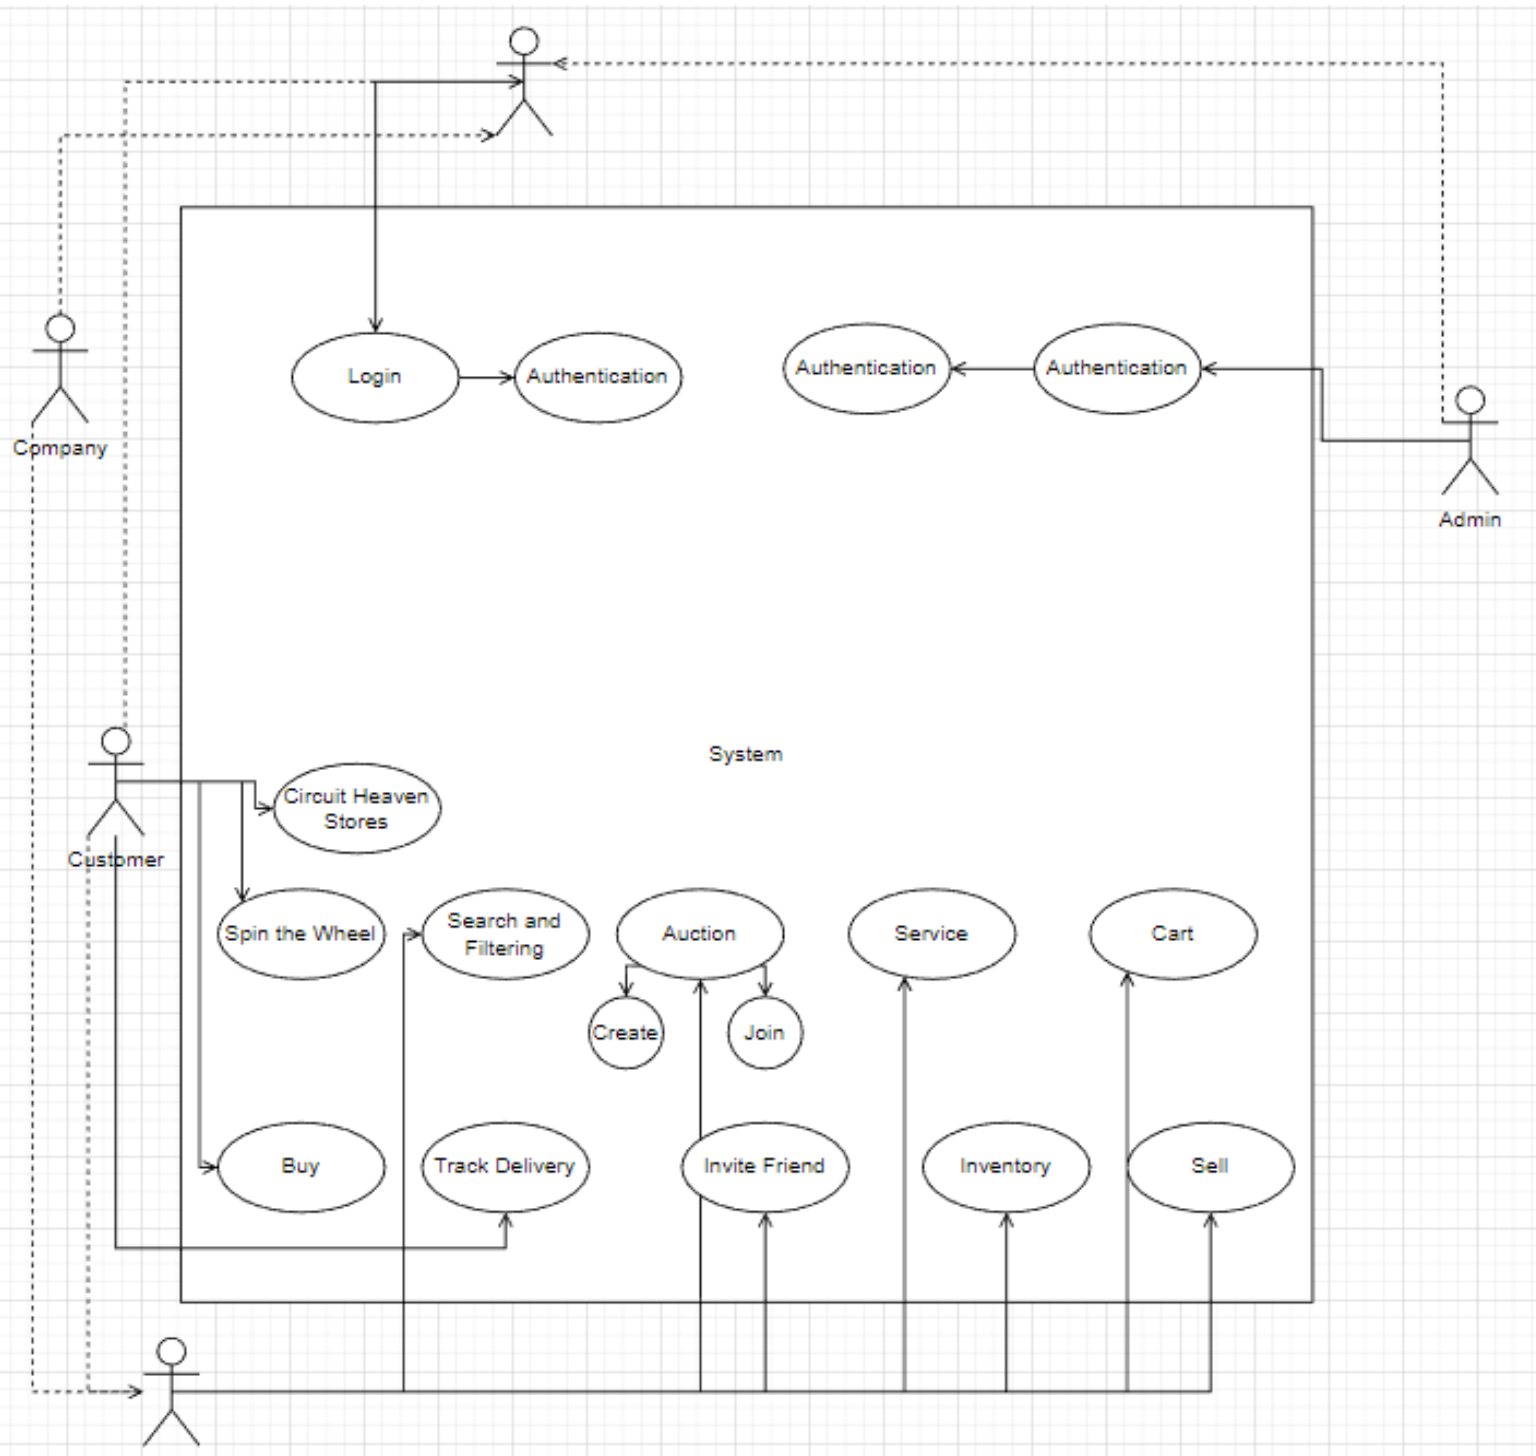 Login
Authentication
Authentication
Authentication
Company
Admin
System
Circuit Heaven
Stores
Customer
Spin the Wheel
Search and
Filtering
Auction
Service
Cart
Create
Join
Buy
Track Delivery
Invite Friend
Inventory
Sell